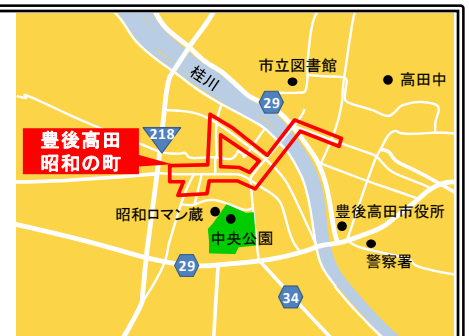 市立図書館
桂川
高田中
29
218
豊後高田
昭和の町
昭和ロマン蔵
豊後高田市役所
中央公園
警察署
29
34